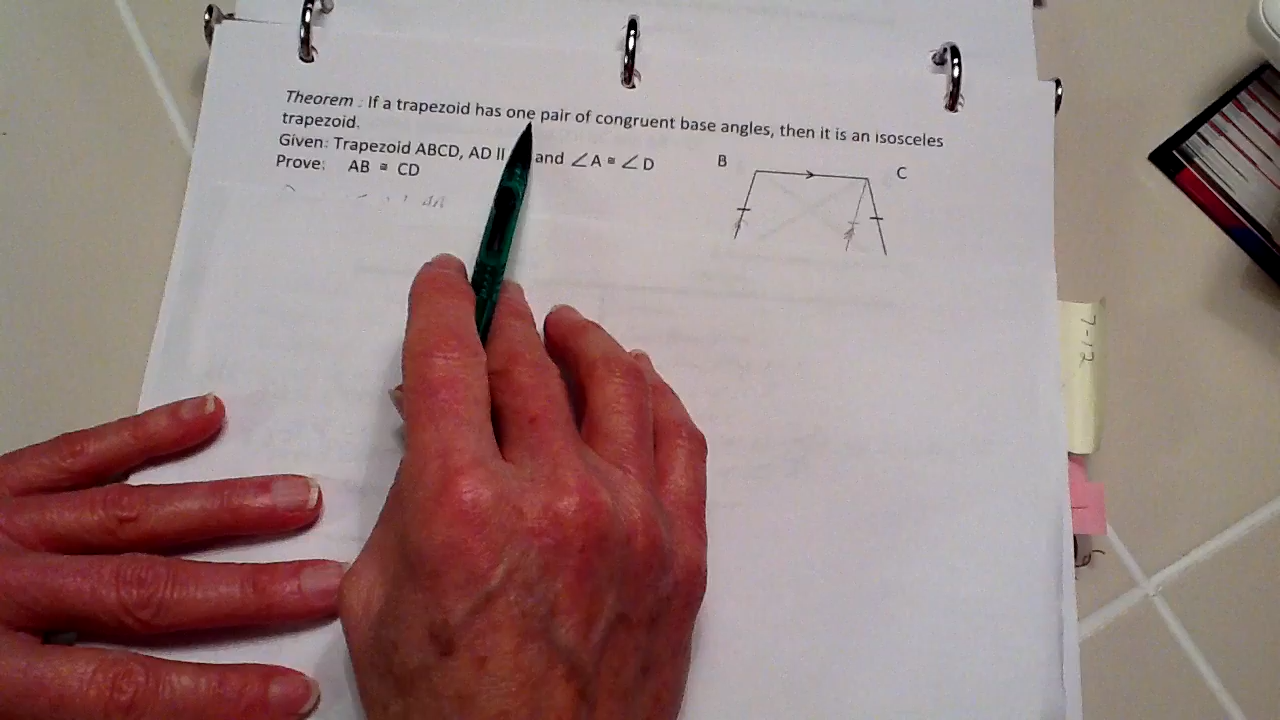 Theorem : If a trapezoid has one pair of congruent base angles, then it is an isosceles
trapezoid.
Given: Trapezoid ABCD, AD II and ∠A ≅ ∠D
Prove: AB ≅ CD
B
C
7-12